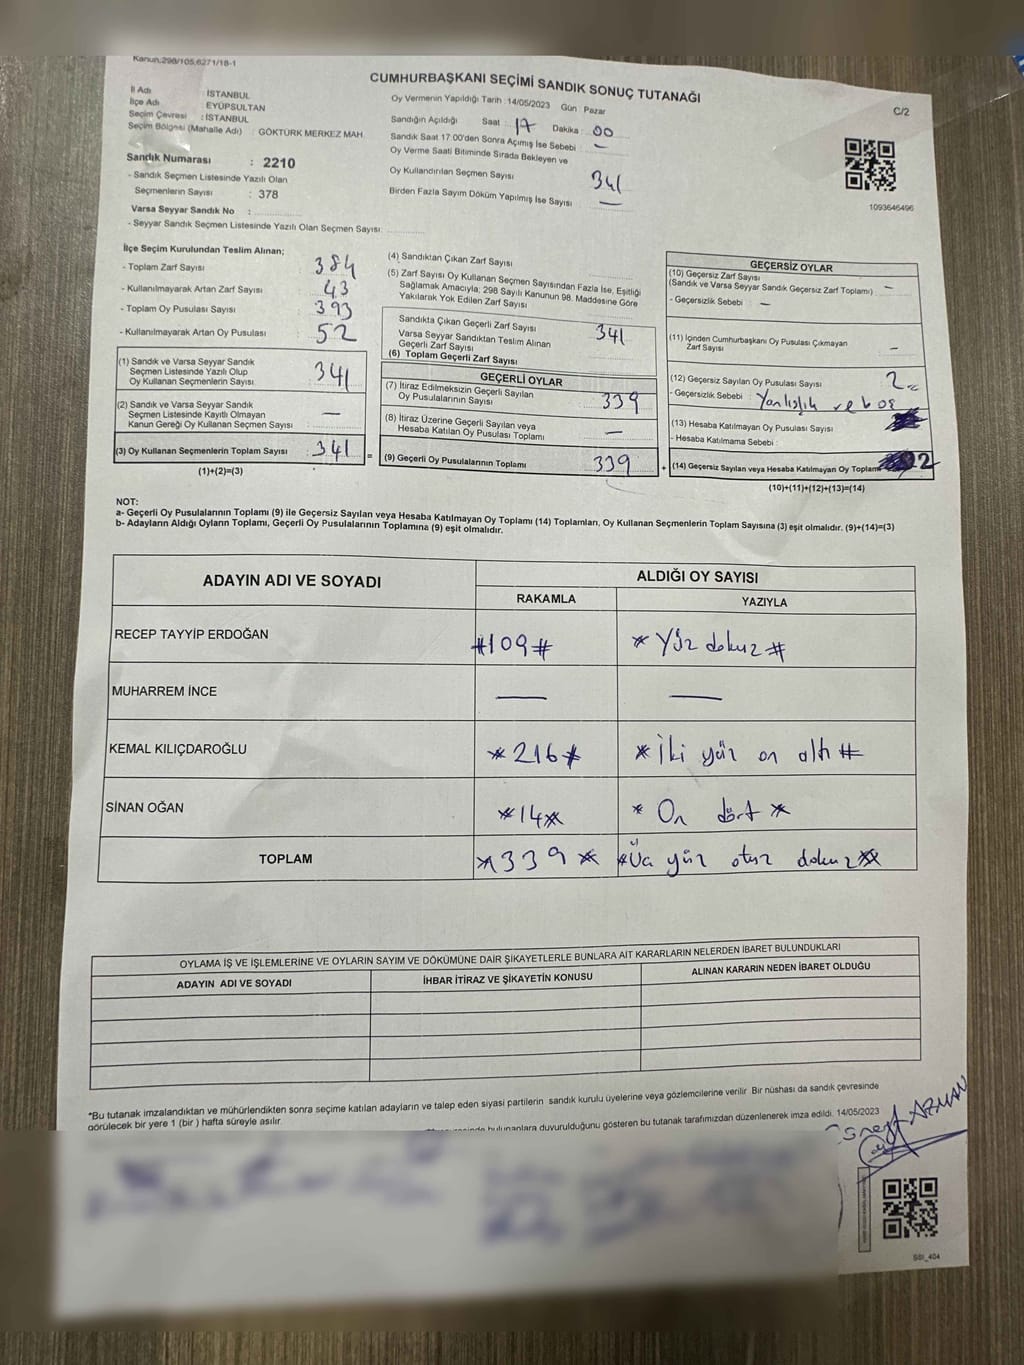 Kanun,298/105,6271/18-1
CUMHURBAŞKANI SEÇİMİ SANDIK SONUÇ TUTANAĞI
C/2
İl Adı İSTANBUL
İlçe Adı EYÜPSULTAN
Seçim Çevresi : İSTANBUL
Seçim Bölgesi (Mahalle Adı) : GÖKTÜRK MERKEZ MAH.
Sandık Numarası : 2210
- Sandık Seçmen Listesinde Yazılı Olan
Seçmenlerin Sayısı : 378
Varsa Seyyar Sandık No :
- Seyyar Sandık Seçmen Listesinde Yazılı Olan Seçmen Sayısı:
Oy Vermenin Yapıldığı Tarih : 14/05/2023 Gün : Pazar
Sandığın Açıldığı Saat : 17 Dakika : 00
Sandık Saat 17.00'den Sonra Açımış İse Sebebi : —
Oy Verme Saati Bitiminde Sırada Bekleyen ve
Oy Kullandırılan Seçmen Sayısı 341
Birden Fazla Sayım Döküm Yapılmış İse Sayısı : —
1093646496
İlçe Seçim Kurulundan Teslim Alınan;
- Toplam Zarf Sayısı : 384
- Kullanılmayarak Artan Zarf Sayısı : 43
- Toplam Oy Pusulası Sayısı : 393
- Kullanılmayarak Artan Oy Pusulası : 52
(1) Sandık ve Varsa Seyyar Sandık
Seçmen Listesinde Yazılı Olup
Oy Kullanan Seçmenlerin Sayısı : 341
(2) Sandık ve Varsa Seyyar Sandık
Seçmen Listesinde Kayıtlı Olmayan
Kanun Gereği Oy Kullanan Seçmen Sayısı : —
(3) Oy Kullanan Seçmenlerin Toplam Sayısı : 341 =
(1)+(2)=(3)
(4) Sandıktan Çıkan Zarf Sayısı
(5) Zarf Sayısı Oy Kullanan Seçmen Sayısından Fazla İse, Eşitliği
Sağlamak Amacıyla; 298 Sayılı Kanunun 98. Maddesine Göre
Yakılarak Yok Edilen Zarf Sayısı
Sandıkta Çıkan Geçerli Zarf Sayısı 341
Varsa Seyyar Sandıktan Teslim Alınan
Geçerli Zarf Sayısı
(6) Toplam Geçerli Zarf Sayısı
GEÇERLİ OYLAR
(7) İtiraz Edilmeksizin Geçerli Sayılan
Oy Pusulalarının Sayısı : 339
(8) İtiraz Üzerine Geçerli Sayılan veya
Hesaba Katılan Oy Pusulası Toplamı : —
(9) Geçerli Oy Pusulalarının Toplamı 339 +
GEÇERSİZ OYLAR
(10) Geçersiz Zarf Sayısı
(Sandık ve Varsa Seyyar Sandık Geçersiz Zarf Toplamı) : —
- Geçersizlik Sebebi : —
(11) İçinden Cumhurbaşkanı Oy Pusulası Çıkmayan
Zarf Sayısı —
(12) Geçersiz Sayılan Oy Pusulası Sayısı : 2
- Geçersizlik Sebebi : Yanlışlık ve boş
(13) Hesaba Katılmayan Oy Pusulası Sayısı
- Hesaba Katılmama Sebebi :
(14) Geçersiz Sayılan veya Hesaba Katılmayan Oy Toplamı 2
(10)+(11)+(12)+(13)=(14)
NOT:
a- Geçerli Oy Pusulalarının Toplamı (9) ile Geçersiz Sayılan veya Hesaba Katılmayan Oy Toplamı (14) Toplamları, Oy Kullanan Seçmenlerin Toplam Sayısına (3) eşit olmalıdır. (9)+(14)=(3)
b- Adayların Aldığı Oyların Toplamı, Geçerli Oy Pusulalarının Toplamına (9) eşit olmalıdır.
ADAYIN ADI VE SOYADI
ALDIĞI OY SAYISI
RAKAMLA YAZIYLA
RECEP TAYYİP ERDOĞAN #109# * Yüz dokuz #
MUHARREM İNCE — —
KEMAL KILIÇDAROĞLU *216* * İki yüz on altı #
SİNAN OĞAN *14* * On dört *
TOPLAM *339* #Üç yüz otuz dokuz**
OYLAMA İŞ VE İŞLEMLERİNE VE OYLARIN SAYIM VE DÖKÜMÜNE DAİR ŞİKAYETLERLE BUNLARA AİT KARARLARIN NELERDEN İBARET BULUNDUKLARI
ADAYIN ADI VE SOYADI İHBAR İTİRAZ VE ŞİKAYETİN KONUSU ALINAN KARARIN NEDEN İBARET OLDUĞU
*Bu tutanak imzalandıktan ve mühürlendikten sonra seçime katılan adayların ve talep eden siyasi partilerin sandık kurulu üyelerine veya gözlemcilerine verilir. Bir nüshası da sandık çevresinde
görülecek bir yere 1 (bir ) hafta süreyle asılır.
bulunanlara duyurulduğunu gösteren bu tutanak tarafımızdan düzenlenerek imza edildi. 14/05/2023
ARMAN
SSI_404